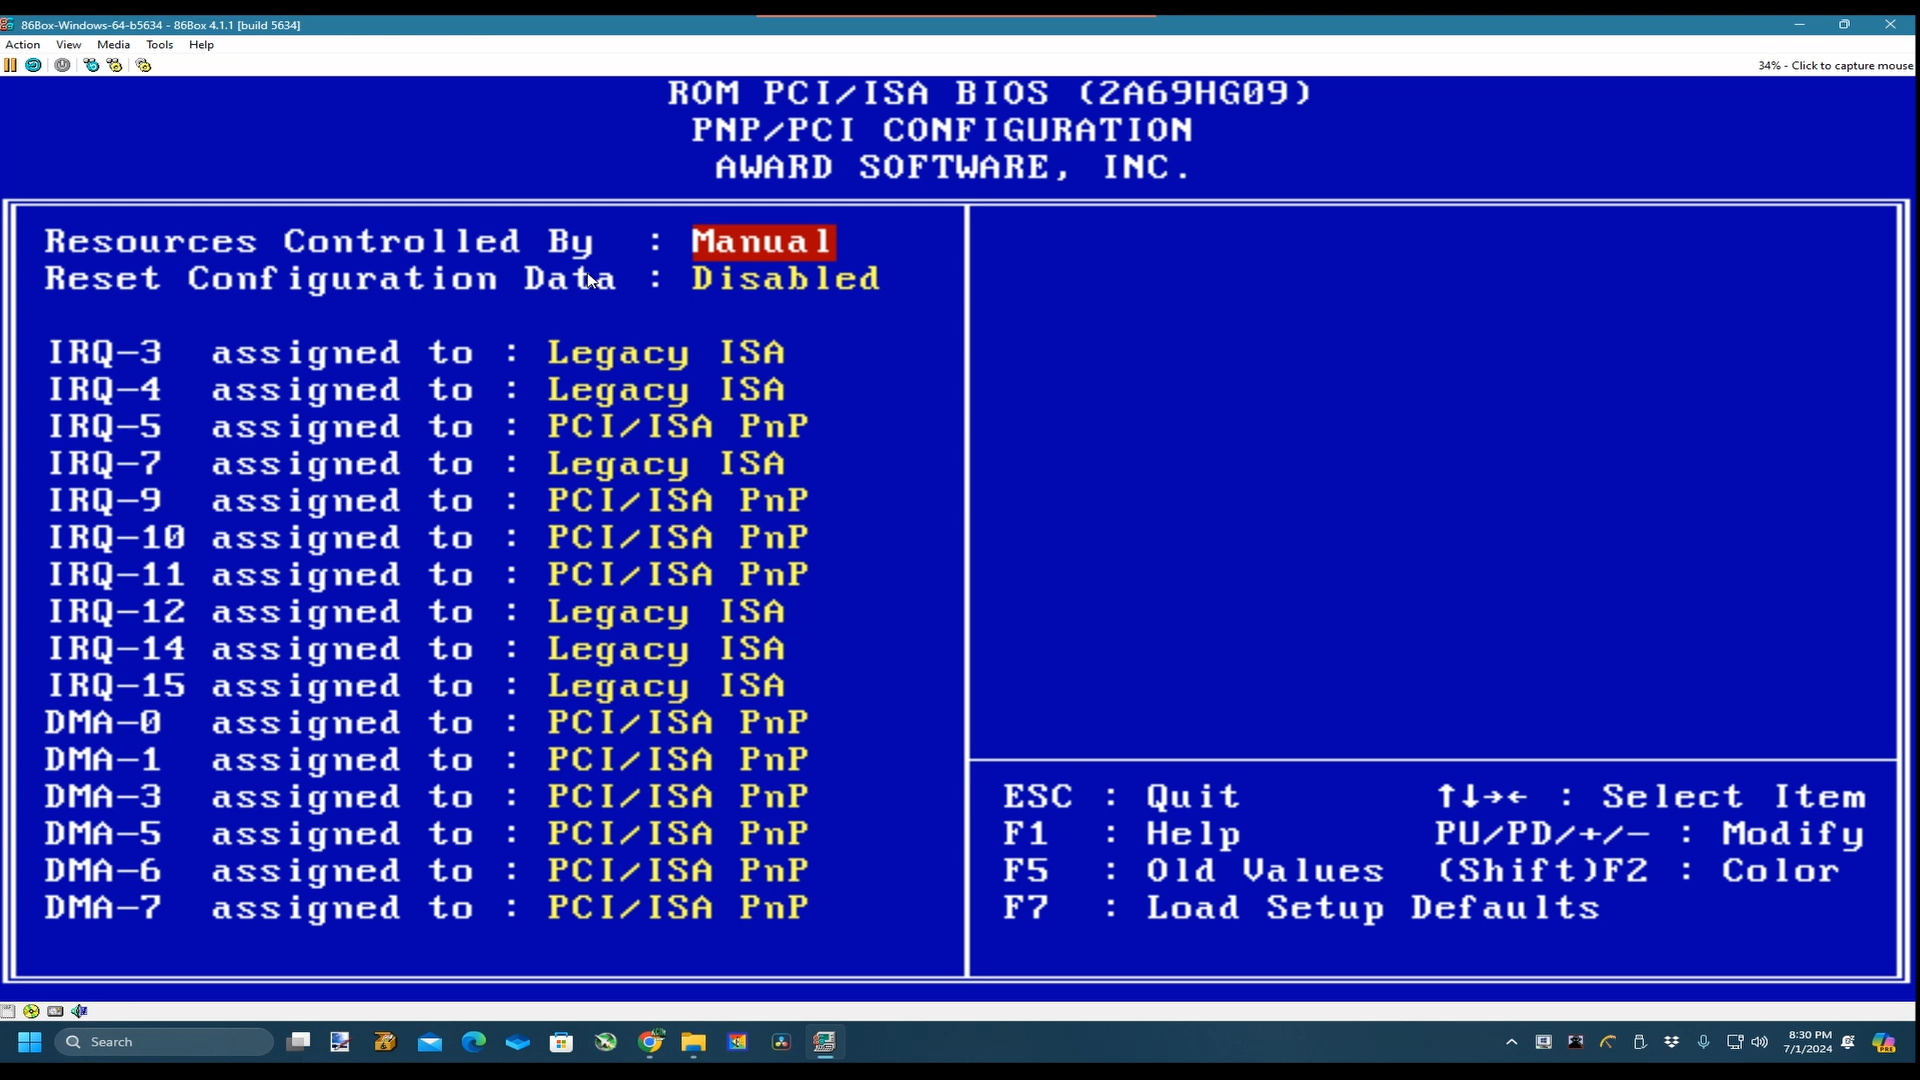 86Box-Windows-64-b5634 - 86Box 4.1.1 [build 5634]
Action View Media Tools Help
34% - Click to capture mouse
ROM PCI/ISA BIOS (2A69HG09)
PNP/PCI CONFIGURATION
AWARD SOFTWARE, INC.
Resources Controlled By : Manual
Reset Configuration Data : Disabled
IRQ-3 assigned to : Legacy ISA
IRQ-4 assigned to : Legacy ISA
IRQ-5 assigned to : PCI/ISA PnP
IRQ-7 assigned to : Legacy ISA
IRQ-9 assigned to : PCI/ISA PnP
IRQ-10 assigned to : PCI/ISA PnP
IRQ-11 assigned to : PCI/ISA PnP
IRQ-12 assigned to : Legacy ISA
IRQ-14 assigned to : Legacy ISA
IRQ-15 assigned to : Legacy ISA
DMA-0 assigned to : PCI/ISA PnP
DMA-1 assigned to : PCI/ISA PnP
DMA-3 assigned to : PCI/ISA PnP
DMA-5 assigned to : PCI/ISA PnP
DMA-6 assigned to : PCI/ISA PnP
DMA-7 assigned to : PCI/ISA PnP
ESC : Quit ↑↓→← : Select Item
F1 : Help PU/PD/+/- : Modify
F5 : Old Values (Shift)F2 : Color
F7 : Load Setup Defaults
Search
8:30 PM
7/1/2024
PRE